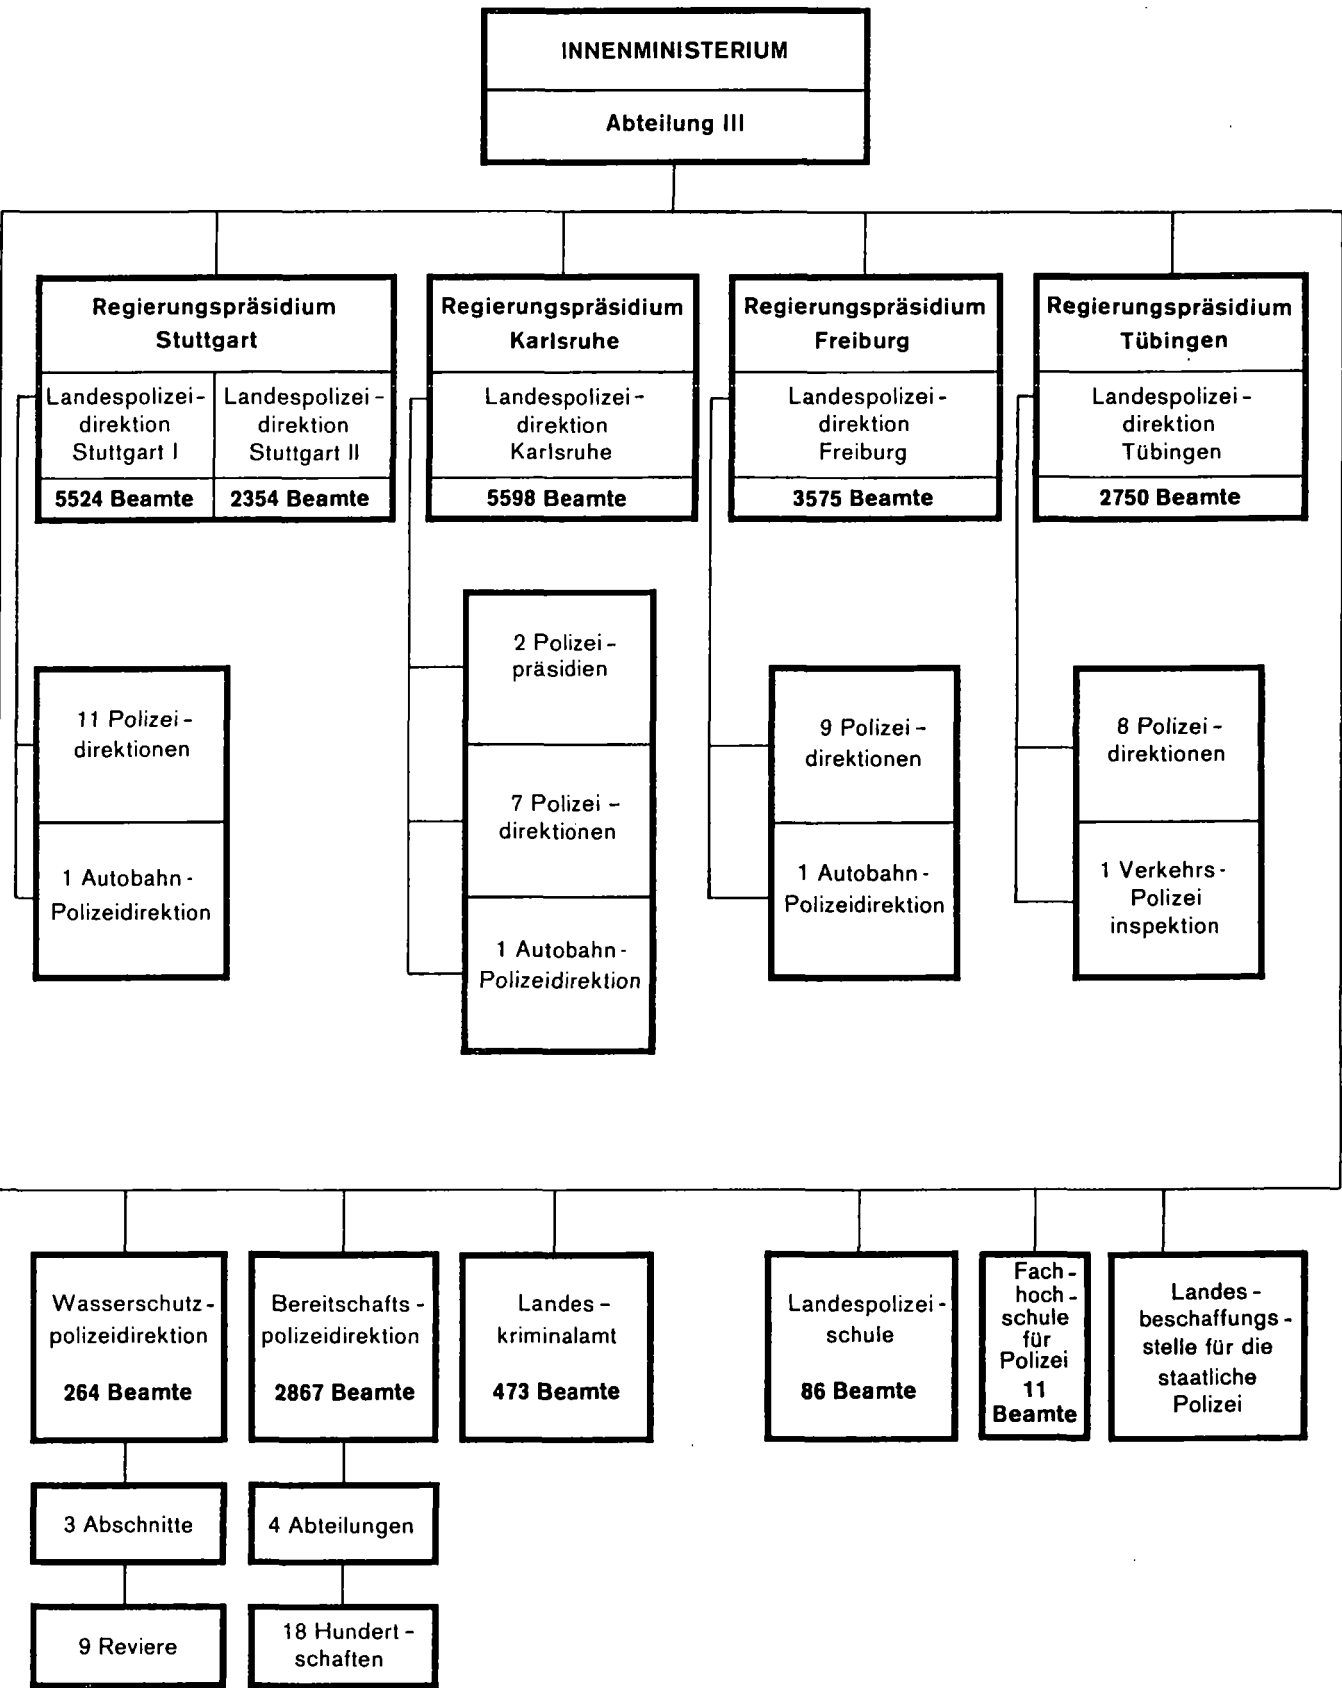 INNENMINISTERIUM
Abteilung III
Regierungspräsidium
Stuttgart
Landespolizei-
direktion
Stuttgart I
5524 Beamte
Landespolizei-
direktion
Stuttgart II
2354 Beamte
Regierungspräsidium
Karlsruhe
Landespolizei-
direktion
Karlsruhe
5598 Beamte
Regierungspräsidium
Freiburg
Landespolizei-
direktion
Freiburg
3575 Beamte
Regierungspräsidium
Tübingen
Landespolizei-
direktion
Tübingen
2750 Beamte
11 Polizei-
direktionen
1 Autobahn-
Polizeidirektion
2 Polizei-
präsidien
7 Polizei-
direktionen
1 Autobahn-
Polizeidirektion
9 Polizei-
direktionen
1 Autobahn-
Polizeidirektion
8 Polizei-
direktionen
1 Verkehrs-
Polizei
inspektion
Wasserschutz-
polizeidirektion
264 Beamte
3 Abschnitte
9 Reviere
Bereitschafts-
polizeidirektion
2867 Beamte
4 Abteilungen
18 Hundert-
schaften
Landes-
kriminalamt
473 Beamte
Landespolizei-
schule
86 Beamte
Fach-
hoch-
schule
für
Polizei
11
Beamte
Landes-
beschaffungs-
stelle für die
staatliche
Polizei